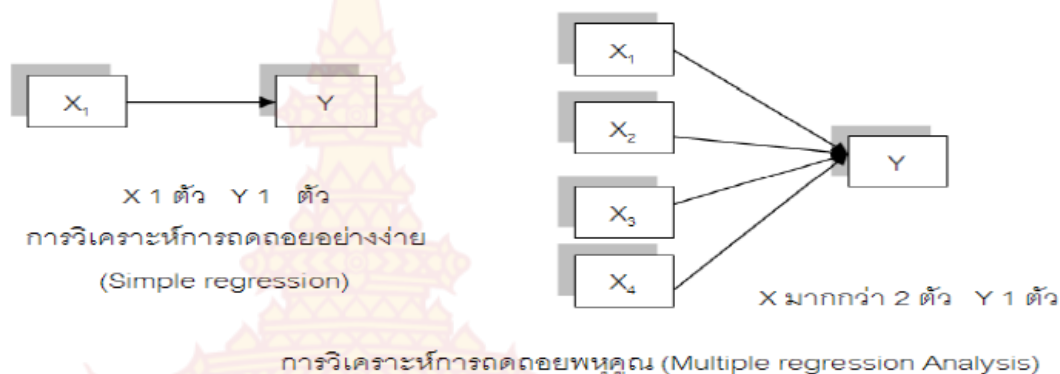 X₁
Y
X 1 ตัว Y 1 ตัว
การวิเคราะห์การถดถอยอย่างง่าย
(Simple regression)
X₁
X₂
X₃
X₄
Y
X มากกว่า 2 ตัว Y 1 ตัว
การวิเคราะห์การถดถอยพหุคูณ (Multiple regression Analysis)